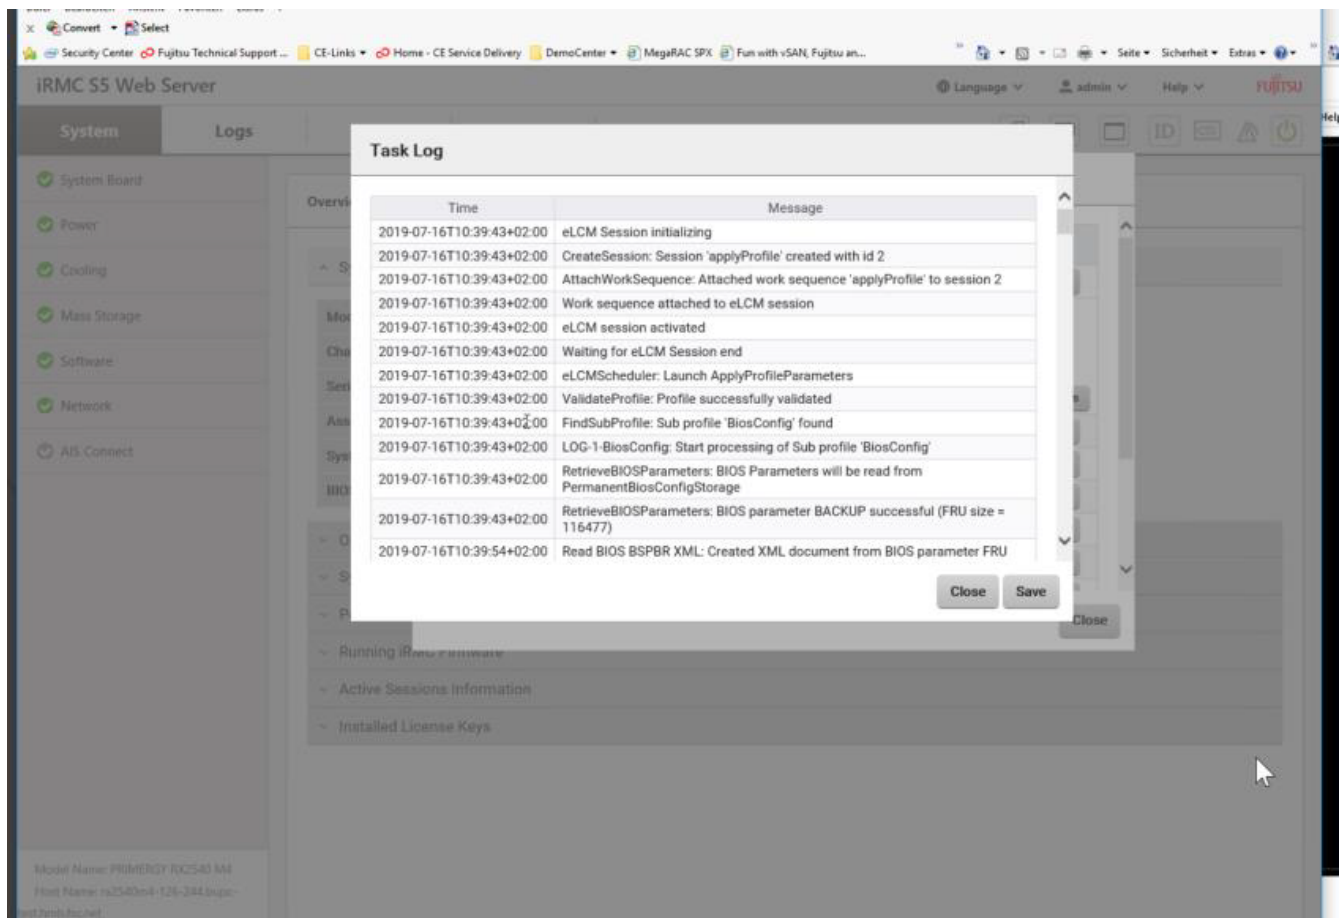 x Convert Select
Security Center Fujitsu Technical Support ... CE-Links Home - CE Service Delivery DemoCenter MegaRAC SPX Fun with vSAN, Fujitsu an... Seite Sicherheit Extras
iRMC S5 Web Server Language admin Help FUJITSU
Help
System Logs ID
Task Log
System Board
Power
Cooling
Mass Storage
Software
Network
AIS Connect
Time Message
2019-07-16T10:39:43+02:00 eLCM Session initializing
2019-07-16T10:39:43+02:00 CreateSession: Session 'applyProfile' created with id 2
2019-07-16T10:39:43+02:00 AttachWorkSequence: Attached work sequence 'applyProfile' to session 2
2019-07-16T10:39:43+02:00 Work sequence attached to eLCM session
2019-07-16T10:39:43+02:00 eLCM session activated
2019-07-16T10:39:43+02:00 Waiting for eLCM Session end
2019-07-16T10:39:43+02:00 eLCMScheduler: Launch ApplyProfileParameters
2019-07-16T10:39:43+02:00 ValidateProfile: Profile successfully validated
2019-07-16T10:39:43+02:00 FindSubProfile: Sub profile 'BiosConfig' found
2019-07-16T10:39:43+02:00 LOG-1-BiosConfig: Start processing of Sub profile 'BiosConfig'
2019-07-16T10:39:43+02:00 RetrieveBIOSParameters: BIOS Parameters will be read from
PermanentBiosConfigStorage
2019-07-16T10:39:43+02:00 RetrieveBIOSParameters: BIOS parameter BACKUP successful (FRU size =
116477)
2019-07-16T10:39:54+02:00 Read BIOS BSPBR XML: Created XML document from BIOS parameter FRU
Close Save
Close
Running iRMC Firmware
Active Sessions Information
Installed License Keys
Model Name: PRIMERGY RX2540 M4